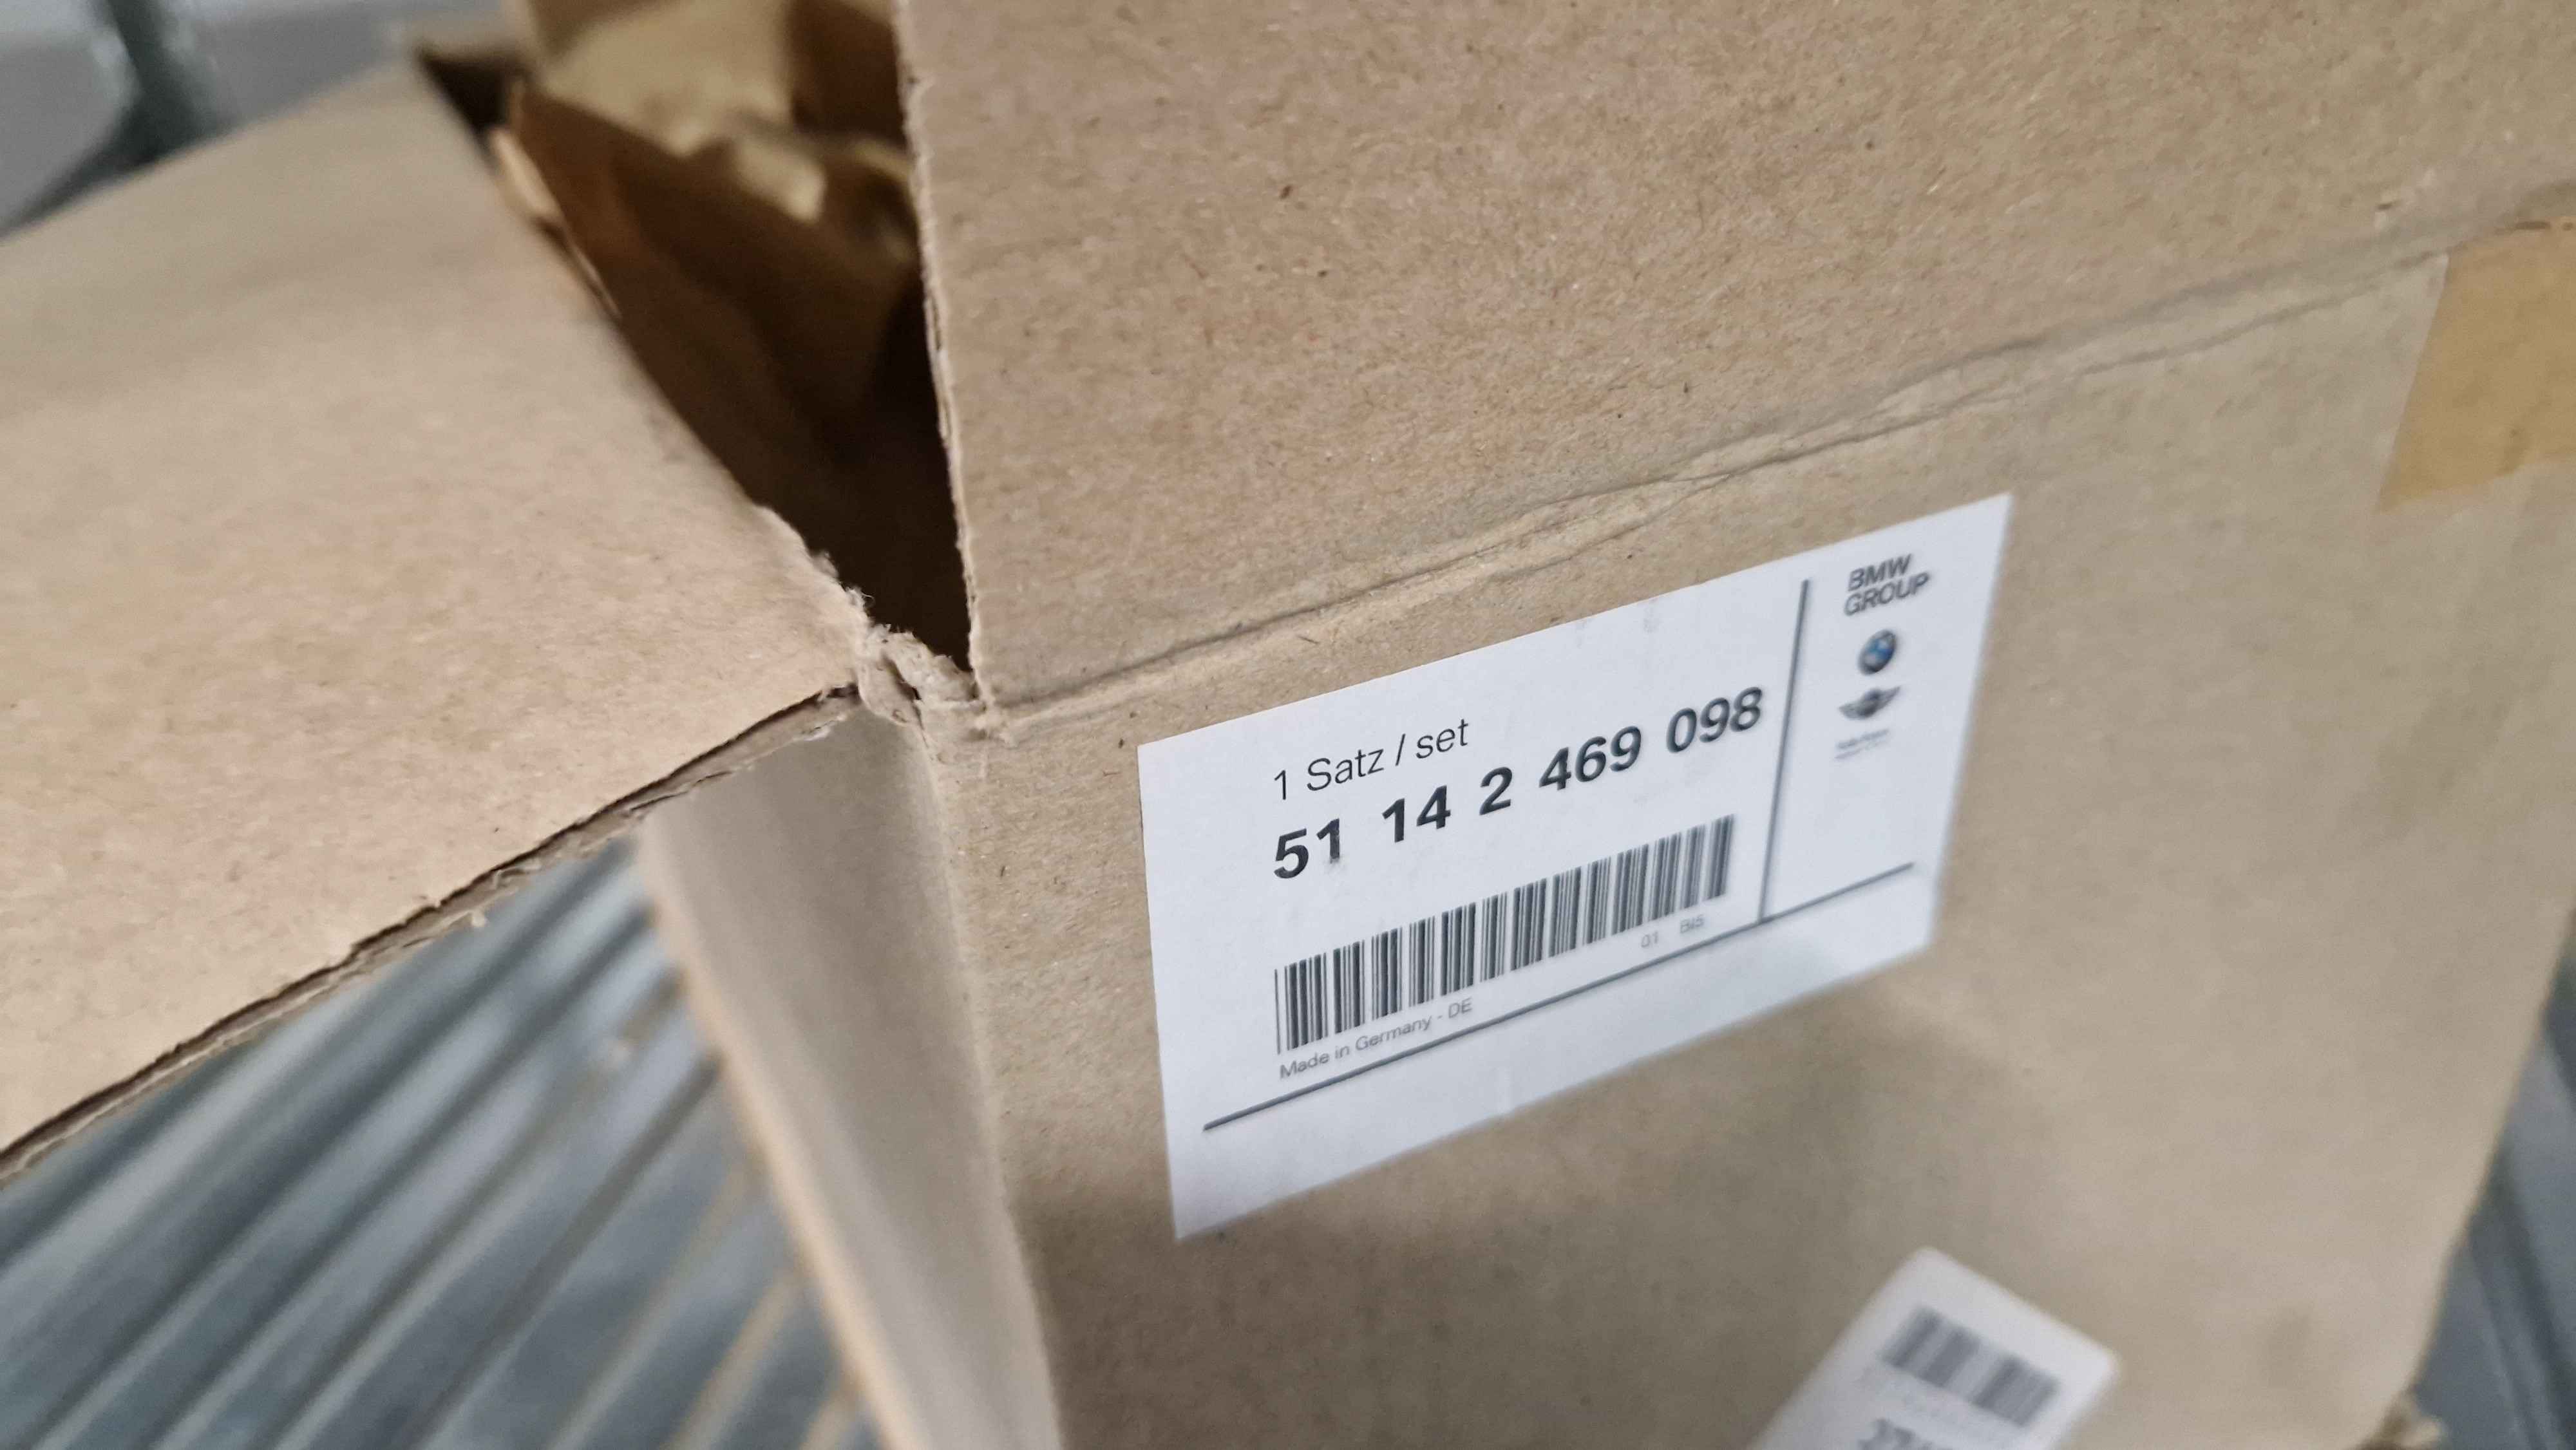 1 Satz / set
51 14 2 469 098
01 BI5
Made in Germany - DE
BMW
GROUP